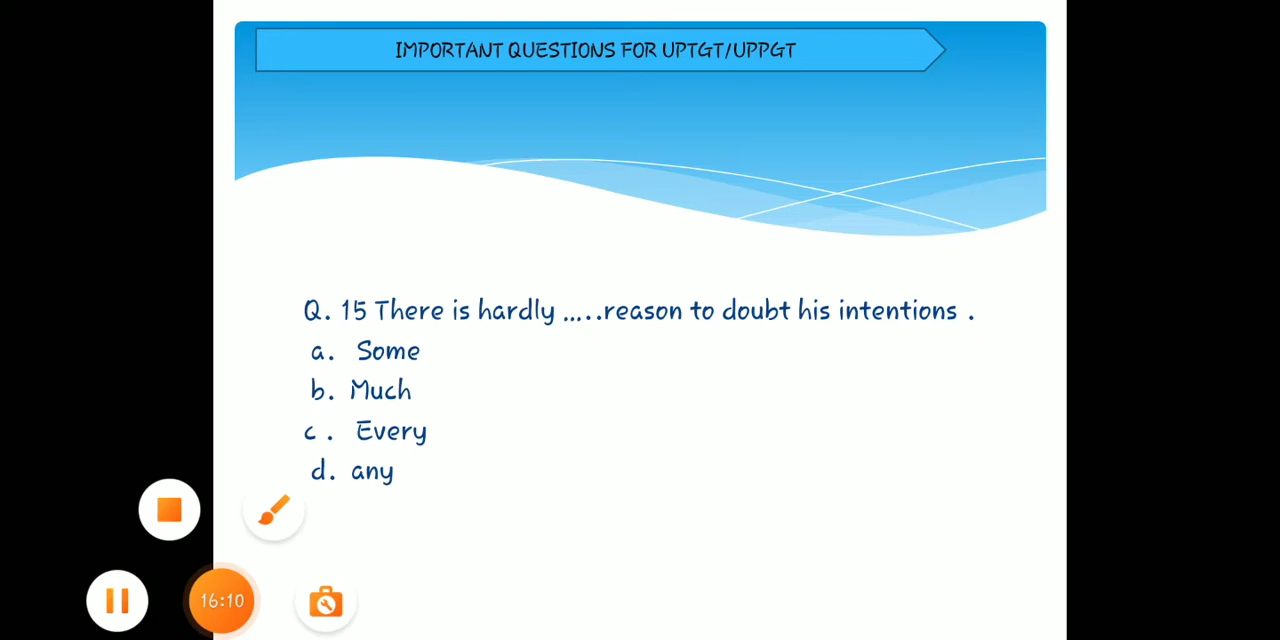 IMPORTANT QUESTIONS FOR UPTGT/UPPGT
Q. 15 There is hardly .....reason to doubt his intentions .
a. Some
b. Much
c. Every
d. any
16:10